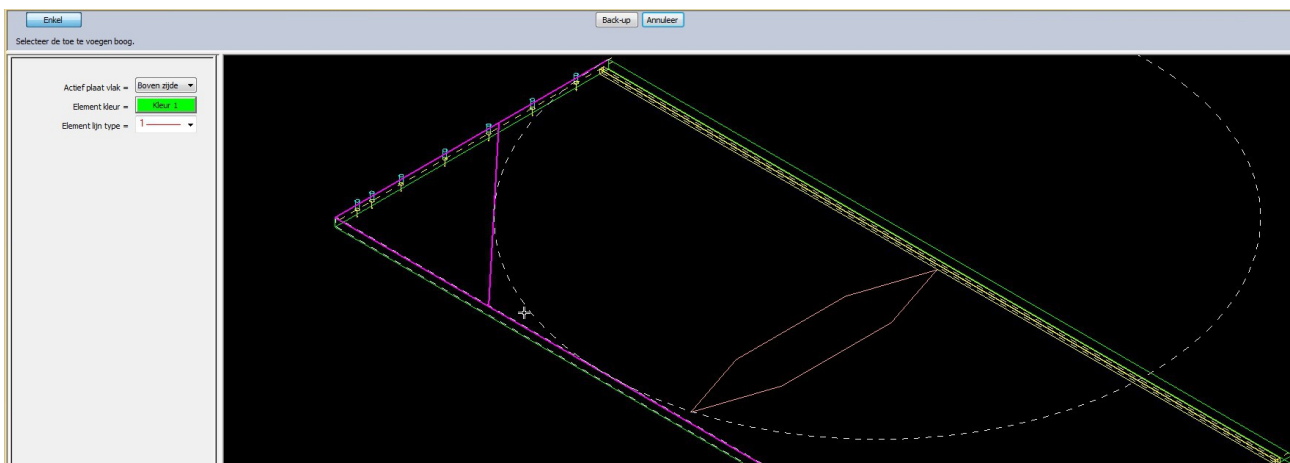 Enkel
Back-up Annuleer
Selecteer de toe te voegen boog.
Actief plaat vlak = Boven zijde
Element kleur = Kleur 1
Element lijn type = 1